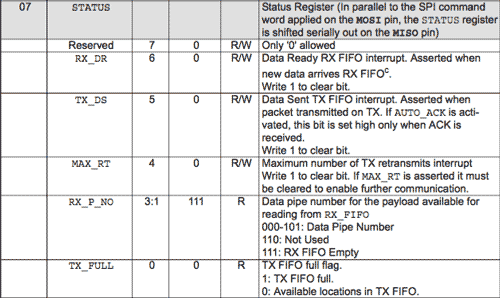 07 STATUS Status Register (In parallel to the SPI command
word applied on the MOSI pin, the STATUS register
is shifted serially out on the MISO pin)
Reserved 7 0 R/W Only '0' allowed
RX_DR 6 0 R/W Data Ready RX FIFO interrupt. Asserted when
new data arrives RX FIFOc.
Write 1 to clear bit.
TX_DS 5 0 R/W Data Sent TX FIFO interrupt. Asserted when
packet transmitted on TX. If AUTO_ACK is acti-
vated, this bit is set high only when ACK is
received.
Write 1 to clear bit.
MAX_RT 4 0 R/W Maximum number of TX retransmits interrupt
Write 1 to clear bit. If MAX_RT is asserted it must
be cleared to enable further communication.
RX_P_NO 3:1 111 R Data pipe number for the payload available for
reading from RX_FIFO
000-101: Data Pipe Number
110: Not Used
111: RX FIFO Empty
TX_FULL 0 0 R TX FIFO full flag.
1: TX FIFO full.
0: Available locations in TX FIFO.